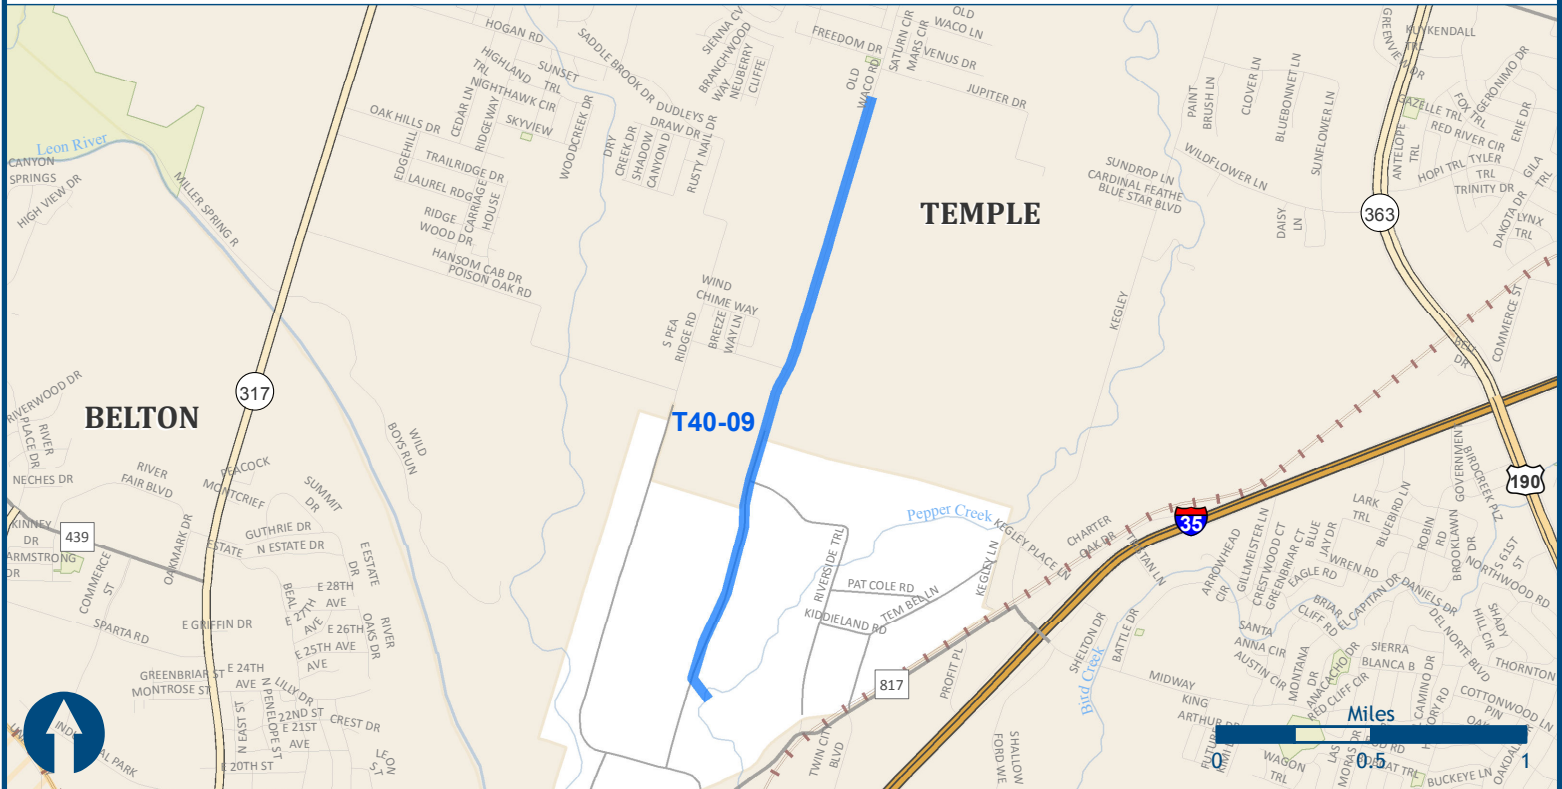 HOGAN RD
SADDLE BROOK DR
SIENNA CV
BRANCHWOOD
WAY
NEUBERRY
CLIFFE
FREEDOM DR
SATURN CIR
MARS CIR
OLD
WACO LN
VENUS DR
JUPITER DR
OLD
WACO RD
GREENVIEW DR
KUYKENDALL
TRL
HIGHLAND
TRL
SUNSET
TRL
NIGHTHAWK CIR
SKYVIEW
CEDAR LN
RIDGEWAY
OAK HILLS DR
EDGEHILL
WOODCREEK DR
DUDLEYS
DRAW DR
DRY
CREEK DR
SHADOW
CANYON D
RUSTY NAIL DR
PAINT
BRUSH LN
CLOVER LN
BLUEBONNET LN
SUNFLOWER LN
GAZELLE TRL
FOX TRL
GERONIMO DR
ERIE DR
RED RIVER CIR
ANTELOPE
TRL
HOPI TRL
TYLER
TRL
TRINITY DR
GILA
TRL
DAKOTA DR
LYNX
TRL
Leon River
CANYON
SPRINGS
HIGH VIEW DR
MILLER SPRING R
TRAILRIDGE DR
LAUREL RDG
CARRIAGE
HOUSE
RIDGE
WOOD DR
HANSOM CAB DR
POISON OAK RD
TEMPLE
SUNDROP LN
CARDINAL FEATHE
BLUE STAR BLVD
WILDFLOWER LN
DAISY
LN
363
WIND
CHIME WAY
S PEA
RIDGE RD
BREEZE
WAY LN
KEGLEY
COMMERCE ST
BELL
DR
RIVERWOOD DR
BELTON
317
RIVER
PLACE DR
T40-09
WILD
BOYS RUN
NECHES DR
RIVER
FAIR BLVD
PEACOCK
MONTCRIEF
SUMMIT
DR
GUTHRIE DR
ESTATE
N ESTATE DR
E ESTATE
DR
KINNEY
DR
439
ARMSTRONG
DR
COMMERCE
ST
OAKMARK DR
SPARTA RD
E GRIFFIN DR
BEAL
E 28TH
AVE
E 27TH
AVE
E 26TH
AVE
E 25TH AVE
RIVER
OAKS DR
GREENBRIAR ST
E 24TH
AVE
MONTROSE ST
LILLY DR
N PENELOPE ST
22ND ST
E 21ST
AVE
CREST DR
N EAST ST
E 20TH ST
LEON
ST
AL PARK
Pepper Creek
RIVERSIDE TRL
PAT COLE RD
TEM BEL LN
KIDDIELAND RD
KEGLEY LN
KEGLEY PLACE LN
CHARTER
OAK DR
TRISTAN LN
35
190
817
PROFIT PL
TWIN CITY
BLVD
SHELTON DR
BATTLE DR
Bird Creek
SHALLOW
FORD WE
MIDWAY
KING
ARTHUR DR
ARROWHEAD
CIR
GILLMEISTER LN
CRESTWOOD CT
GREENBRIAR CT
BLUE
JAY DR
EAGLE RD
WREN RD
LARK
TRL
BLUEBIRD LN
ROBIN
RD
GOVERNMENT
BIRDCREEK PLZ
BROOKLAWN
DR
S 61ST
ST
NORTHWOOD RD
BRIAR
CLIFF RD
EL CAPITAN DR
DANIELS DR
DEL NORTE BLVD
SHADY
HILL CIR
SANTA
ANNA CIR
AUSTIN CIR
MONTANA
DR
ANACACHO DR
RED CLIFF CIR
SIERRA
BLANCA B
THORNTON
COTTONWOOD LN
PIN
CAMINO DR
WAGON
TRL
BOBCAT TRL
BUCKEYE LN
Miles
0
0.5
1